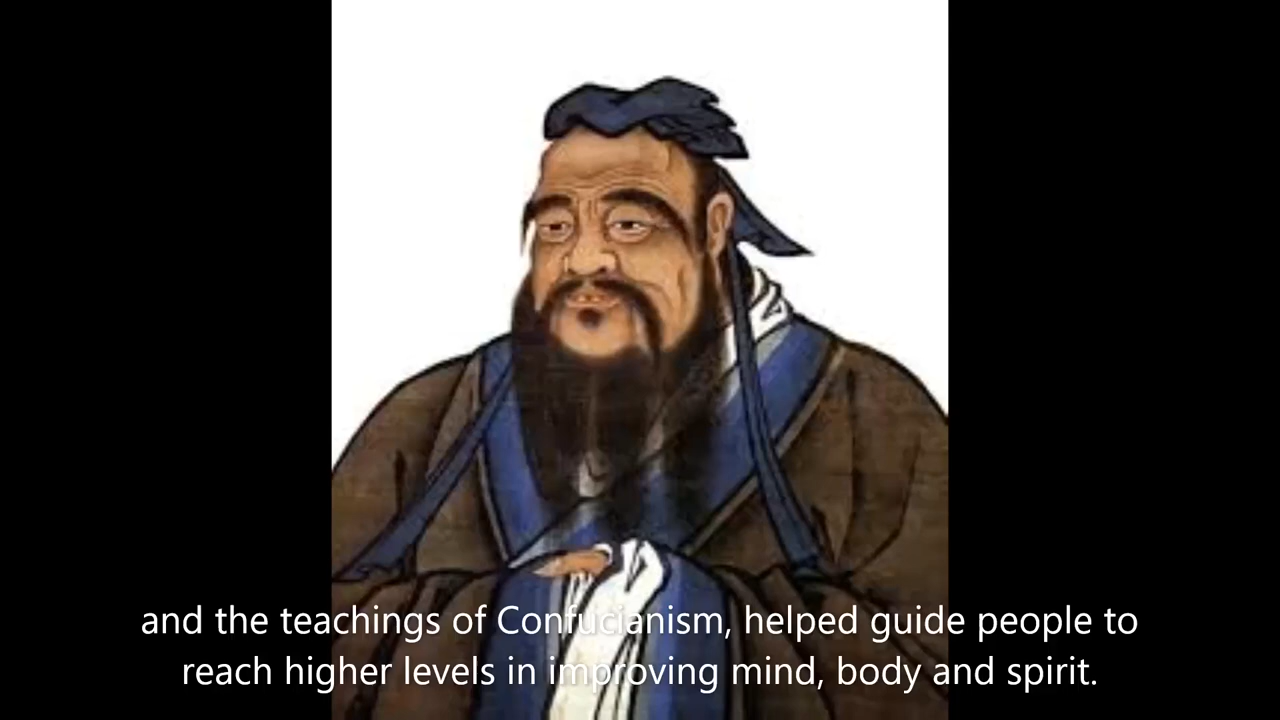 and the teachings of Confucianism, helped guide people to
reach higher levels in improving mind, body and spirit.